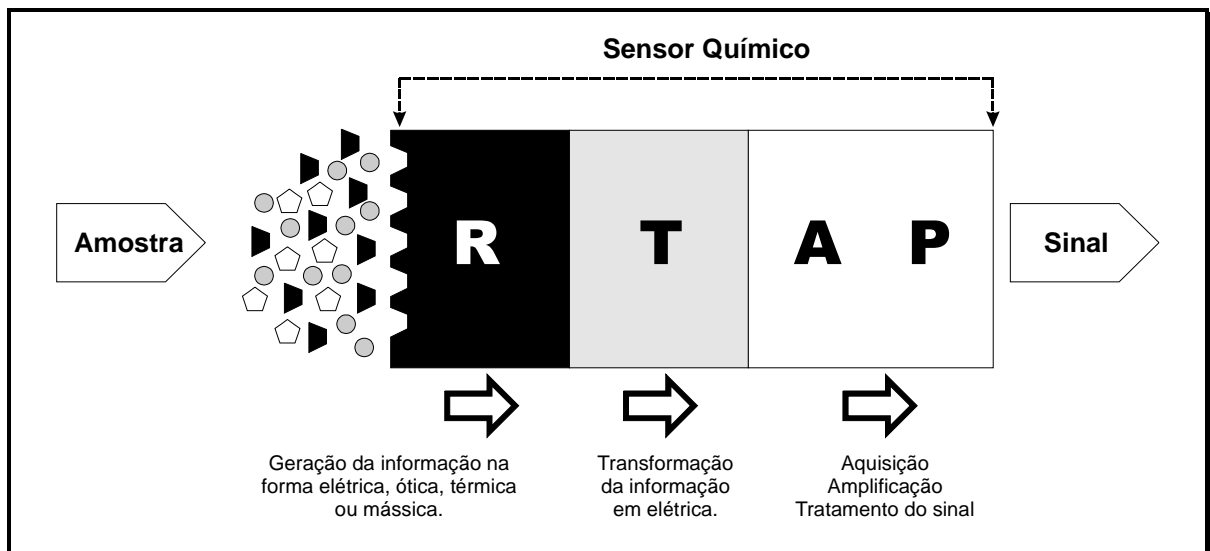 Sensor Químico
Amostra
R
T
A P
Sinal
Geração da informação na
forma elétrica, ótica, térmica
ou mássica.
Transformação
da informação
em elétrica.
Aquisição
Amplificação
Tratamento do sinal